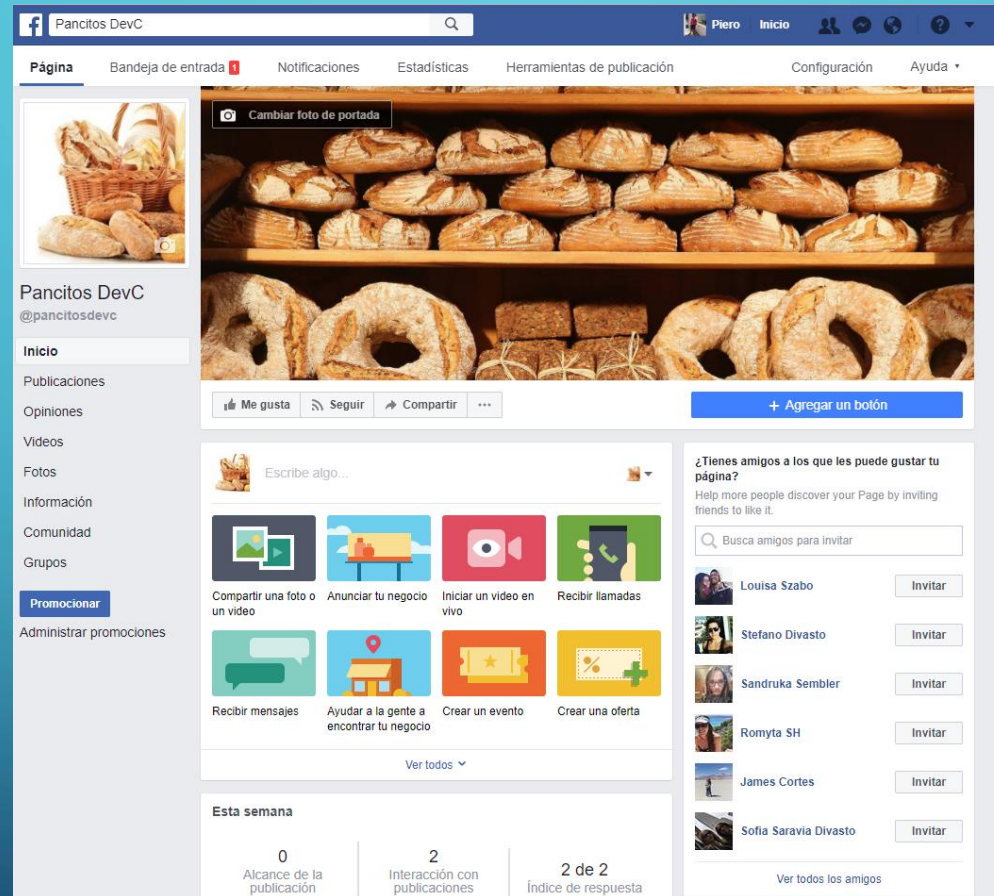 f
Pancitos DevC
Piero
Inicio
?
Página
Bandeja de entrada 1
Notificaciones
Estadísticas
Herramientas de publicación
Configuración
Ayuda
Cambiar foto de portada
Pancitos DevC
@pancitosdevc
Inicio
Publicaciones
Opiniones
Videos
Fotos
Información
Comunidad
Grupos
Promocionar
Administrar promociones
Me gusta
Seguir
Compartir
...
+ Agregar un botón
Escribe algo...
Compartir una foto o
un video
Anunciar tu negocio
Iniciar un video en
vivo
Recibir llamadas
%
Recibir mensajes
Ayudar a la gente a
encontrar tu negocio
Crear un evento
Crear una oferta
Ver todos
Esta semana
0
Alcance de la
publicación
2
Interacción con
publicaciones
2 de 2
Índice de respuesta
¿Tienes amigos a los que les puede gustar tu
página?
Help more people discover your Page by inviting
friends to like it.
Busca amigos para invitar
Louisa Szabo
Invitar
Stefano Divasto
Invitar
Sandruka Sembler
Invitar
Romyta SH
Invitar
James Cortes
Invitar
Sofia Saravia Divasto
Invitar
Ver todos los amigos